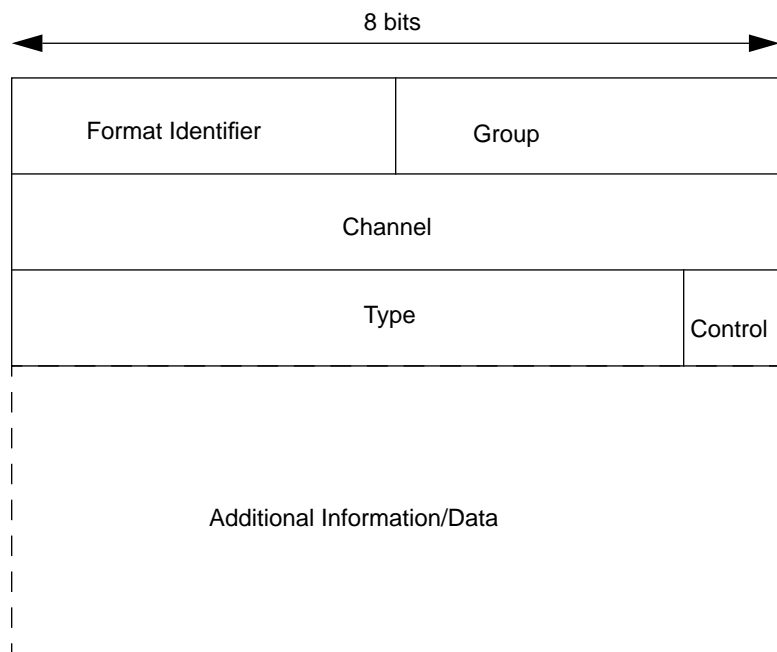 8 bits
Format Identifier
Group
Channel
Type
Control
Additional Information/Data